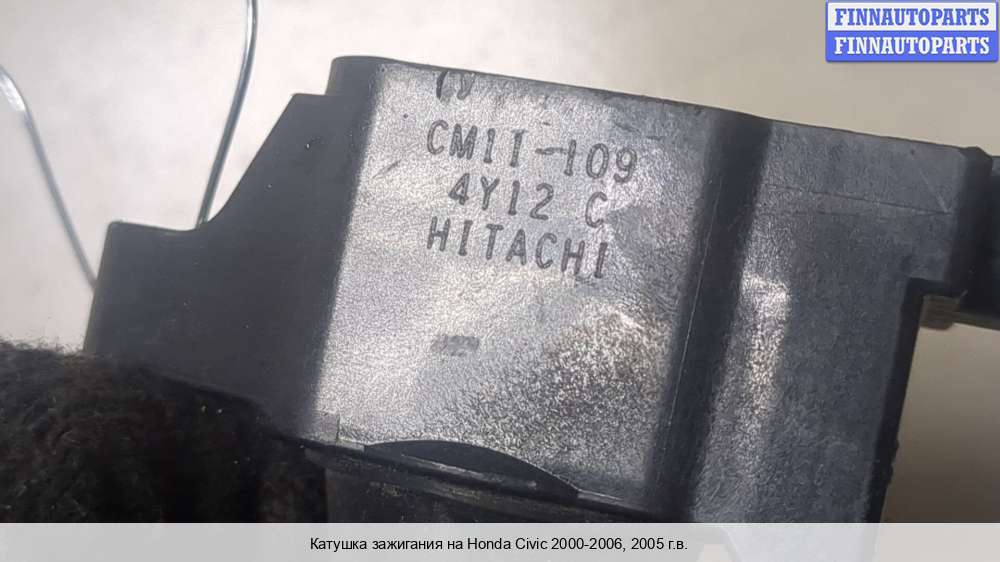 FINNAUTOPARTS
FINNAUTOPARTS
CM11-109
4Y12 C
HITACHI
Катушка зажигания на Honda Civic 2000-2006, 2005 г.в.